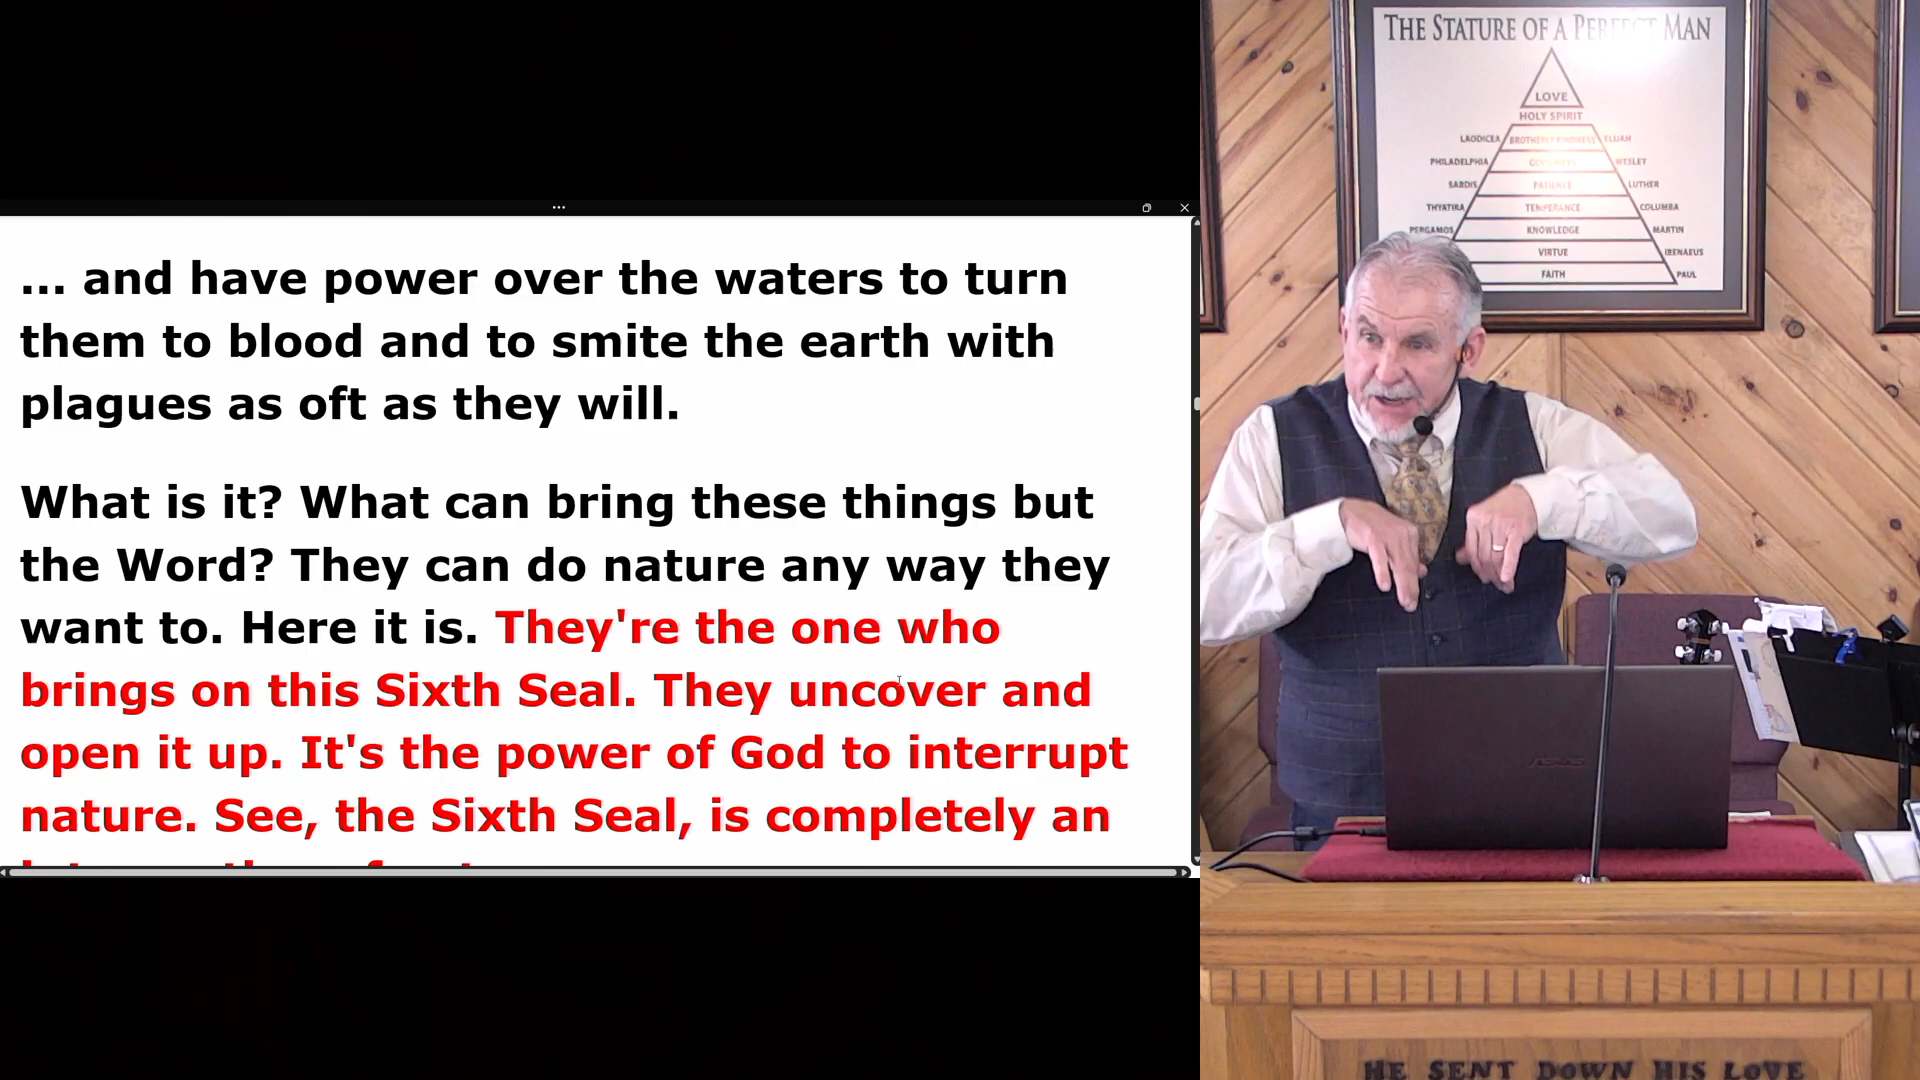 ... and have power over the waters to turn
them to blood and to smite the earth with
plagues as oft as they will.
What is it? What can bring these things but
the Word? They can do nature any way they
want to. Here it is. They're the one who
brings on this Sixth Seal. They uncover and
open it up. It's the power of God to interrupt
nature. See, the Sixth Seal, is completely an
THE STATURE OF A PERFECT MAN
LOVE
HOLY SPIRIT
LAODICEA BROTHERLY KINDNESS ELIJAH
PHILADELPHIA GODLINESS WESLEY
SARDIS PATIENCE LUTHER
THYATIRA TEMPERANCE COLUMBA
PERGAMOS KNOWLEDGE MARTIN
VIRTUE IRENAEUS
FAITH PAUL
HE SENT DOWN HIS LOVE